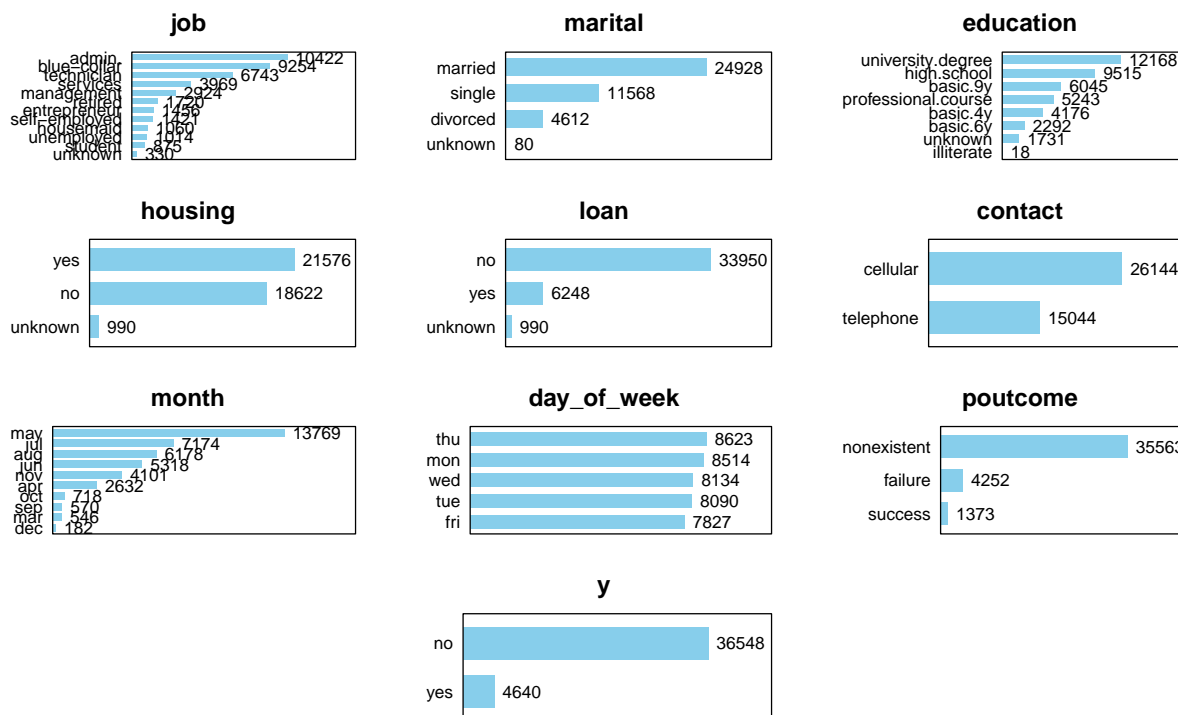 job
admin. 10422
blue-collar 9254
technician 6743
services 3969
management 2924
retired 1720
entrepreneur 1456
self-employed 1421
housemaid 1060
unemployed 1014
student 875
unknown 330
marital
married 24928
single 11568
divorced 4612
unknown 80
education
university.degree 12168
high.school 9515
basic.9y 6045
professional.course 5243
basic.4y 4176
basic.6y 2292
unknown 1731
illiterate 18
housing
yes 21576
no 18622
unknown 990
loan
no 33950
yes 6248
unknown 990
contact
cellular 26144
telephone 15044
month
may 13769
jul 7174
aug 6178
jun 5318
nov 4101
apr 2632
oct 718
sep 570
mar 546
dec 182
day_of_week
thu 8623
mon 8514
wed 8134
tue 8090
fri 7827
poutcome
nonexistent 35563
failure 4252
success 1373
y
no 36548
yes 4640